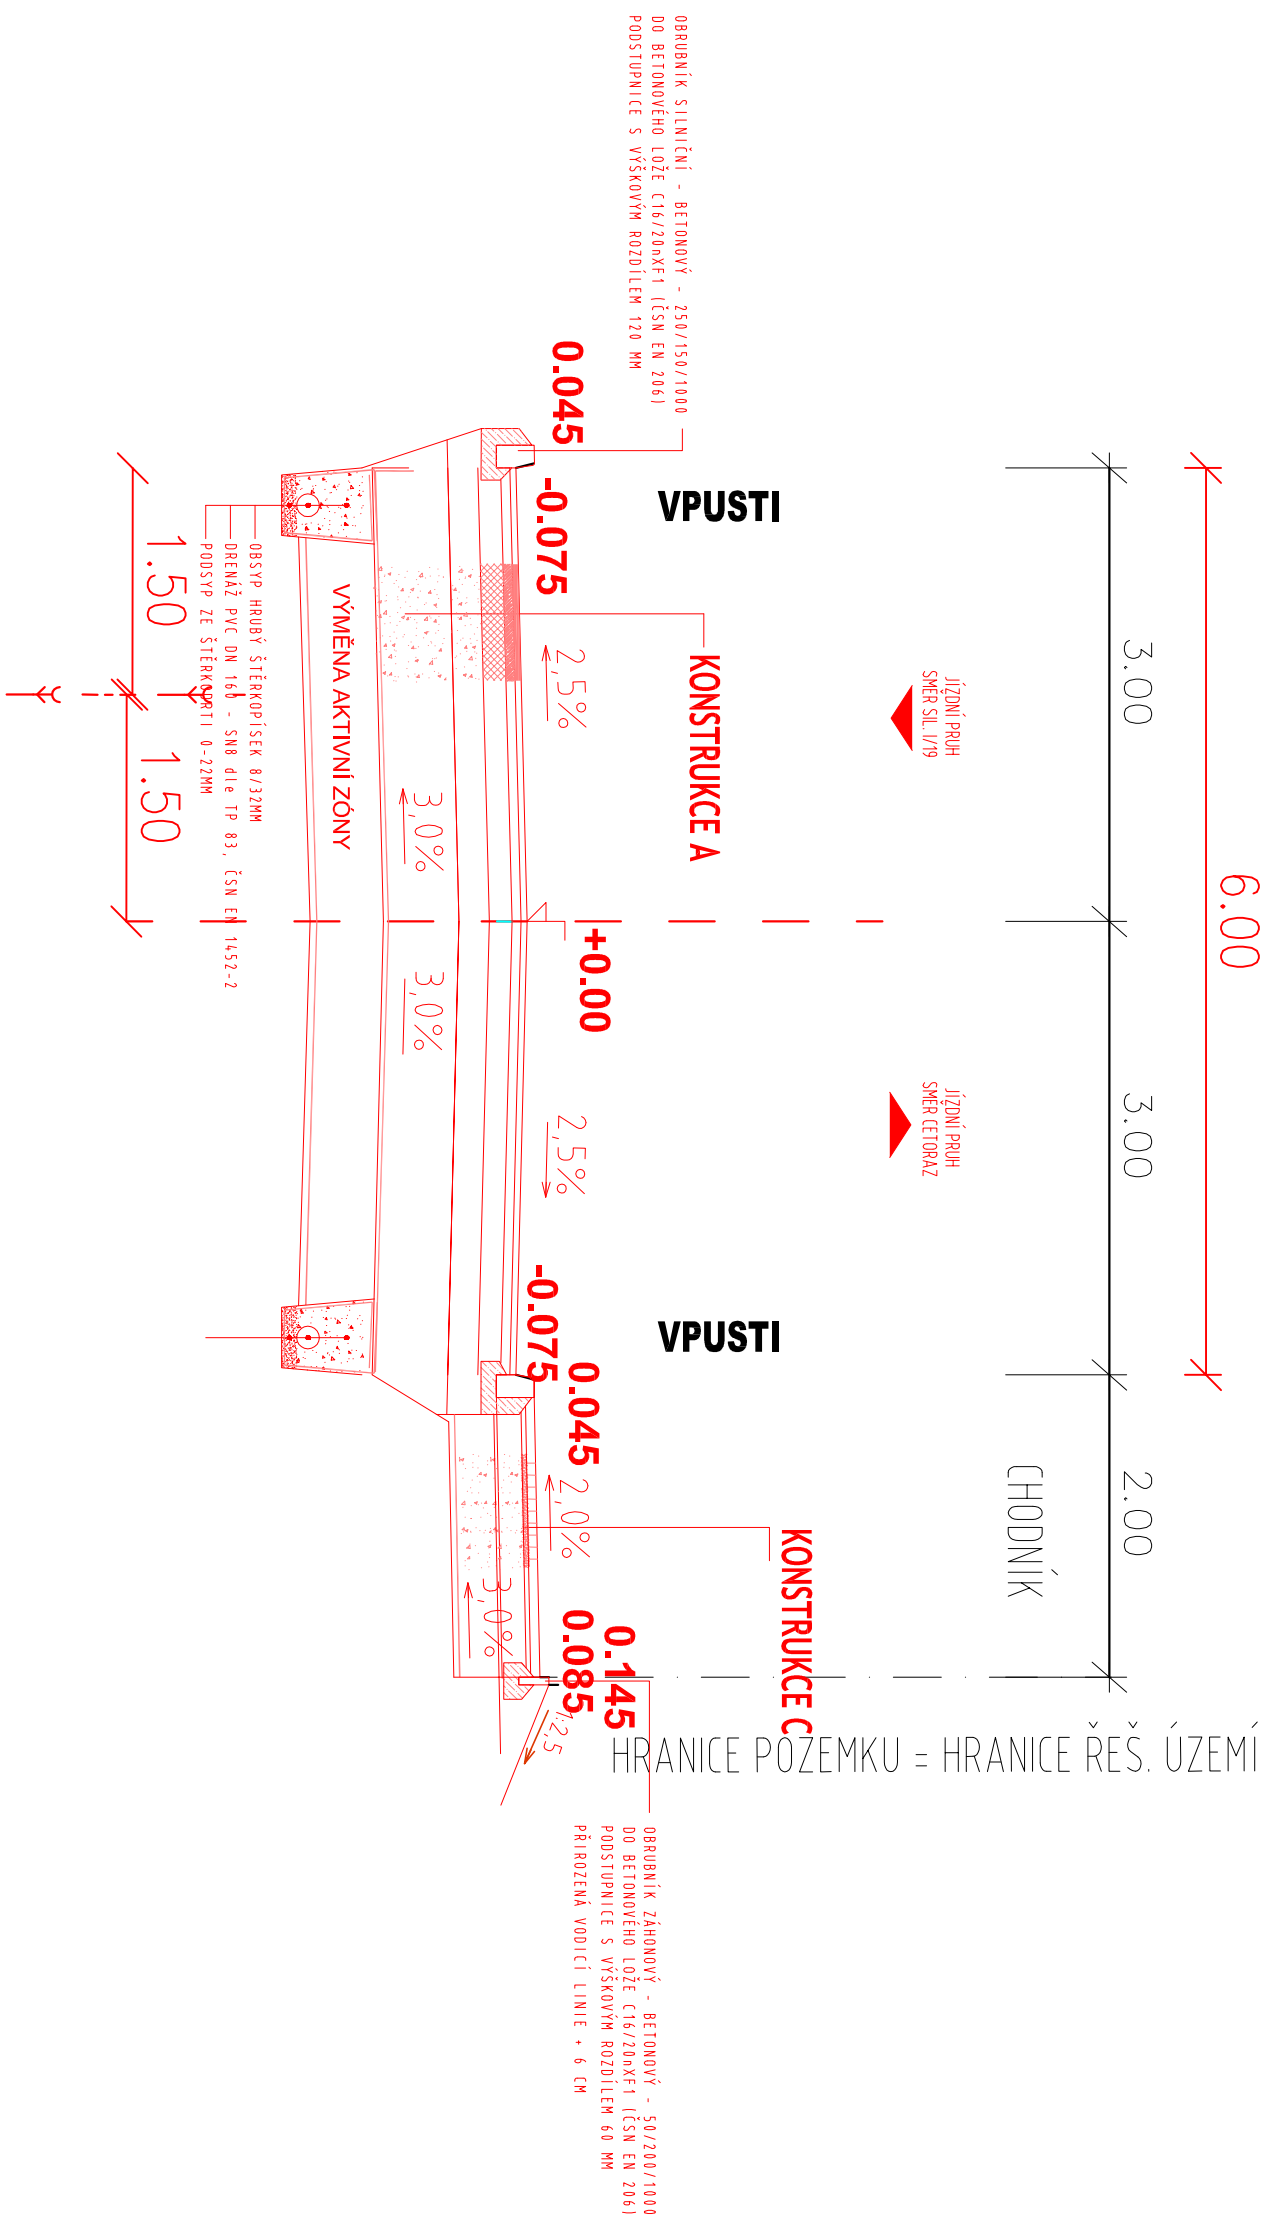 6.00
3.00
3.00
2.00
CHODNÍK
JÍZDNÍ PRUH
SMĚR SIL. I/19
JÍZDNÍ PRUH
SMĚR CETORAZ
HRANICE POZEMKU = HRANICE ŘEŠ. ÚZEMÍ
VPUSTI
VPUSTI
KONSTRUKCE A
KONSTRUKCE C
OBRUBNÍK SILNIČNÍ - BETONOVÝ - 250/150/1000
DO BETONOVÉHO LOŽE C16/20nXF1 (ČSN EN 206)
PODSTUPNICE S VÝŠKOVÝM ROZDÍLEM 120 MM
0.045
-0.075
+0.00
-0.075
0.045
0.145
0.085
2,5%
2,5%
2,0%
3,0%
3,0%
3,0%
1:2,5
OBRUBNÍK ZÁHONOVÝ - BETONOVÝ - 50/200/1000
DO BETONOVÉHO LOŽE C16/20nXF1 (ČSN EN 206)
PODSTUPNICE S VÝŠKOVÝM ROZDÍLEM 60 MM
PŘIROZENÁ VODICÍ LINIE + 6 CM
VÝMĚNA AKTIVNÍ ZÓNY
OBSYP HRUBÝ ŠTĚRKOPÍSEK 8/32MM
DRENÁŽ PVC DN 160 - SN8 dle TP 83, ČSN EN 1452-2
PODSYP ZE ŠTĚRKODRTI 0-22MM
1.50
1.50